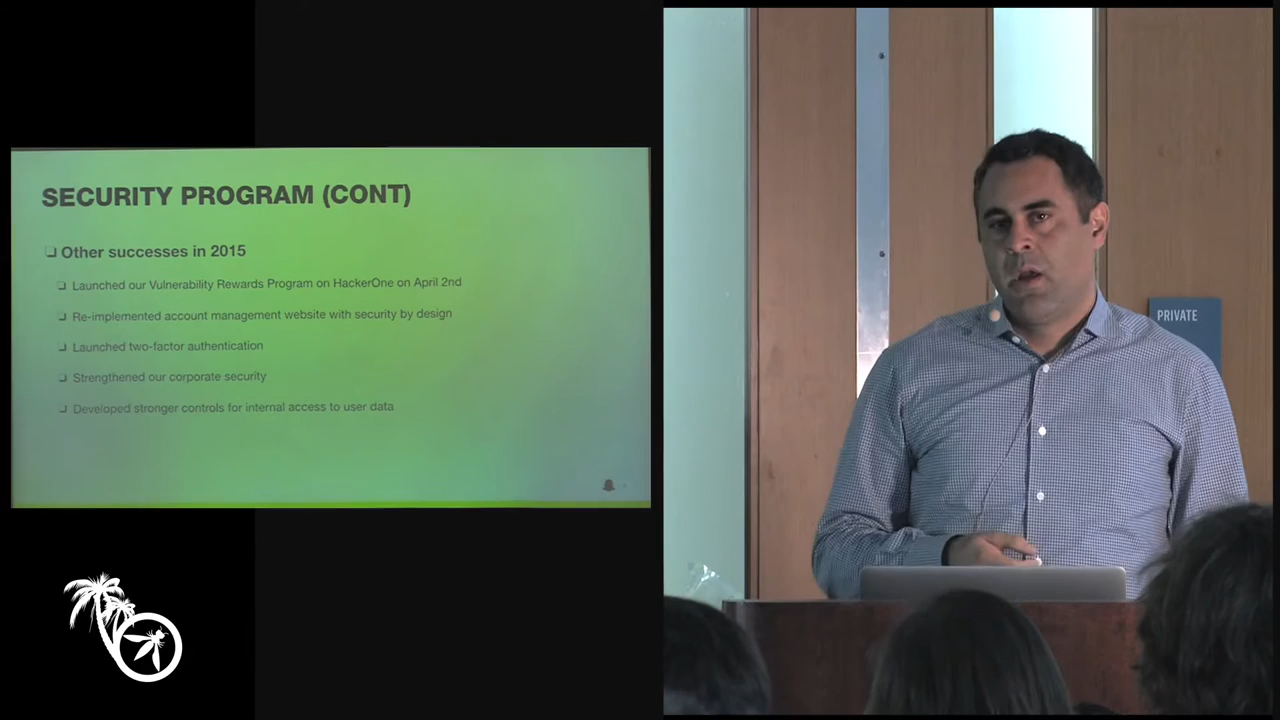 SECURITY PROGRAM (CONT)
Other successes in 2015
Launched our Vulnerability Rewards Program on HackerOne on April 2nd
Re-implemented account management website with security by design
Launched two-factor authentication
Strengthened our corporate security
Developed stronger controls for internal access to user data
PRIVATE